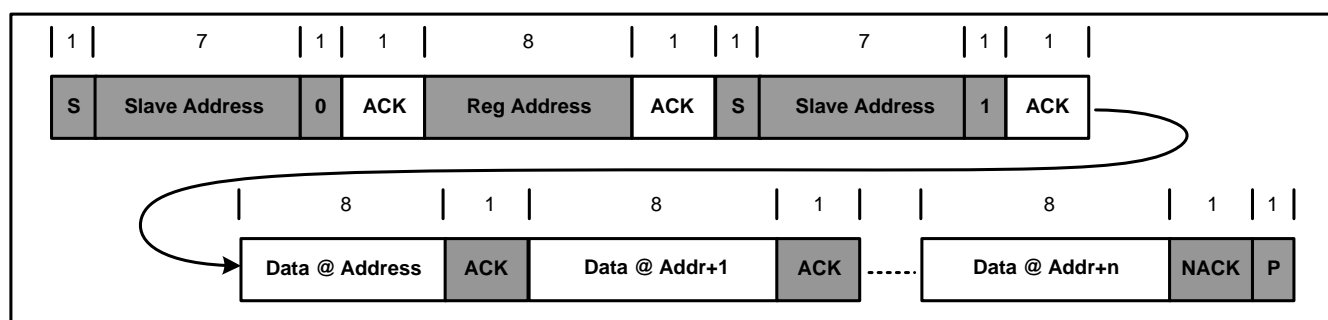 1 7 1 1 8 1 1 7 1 1
S Slave Address 0 ACK Reg Address ACK S Slave Address 1 ACK
8 1 8 1 8 1 1
Data @ Address ACK Data @ Addr+1 ACK Data @ Addr+n NACK P